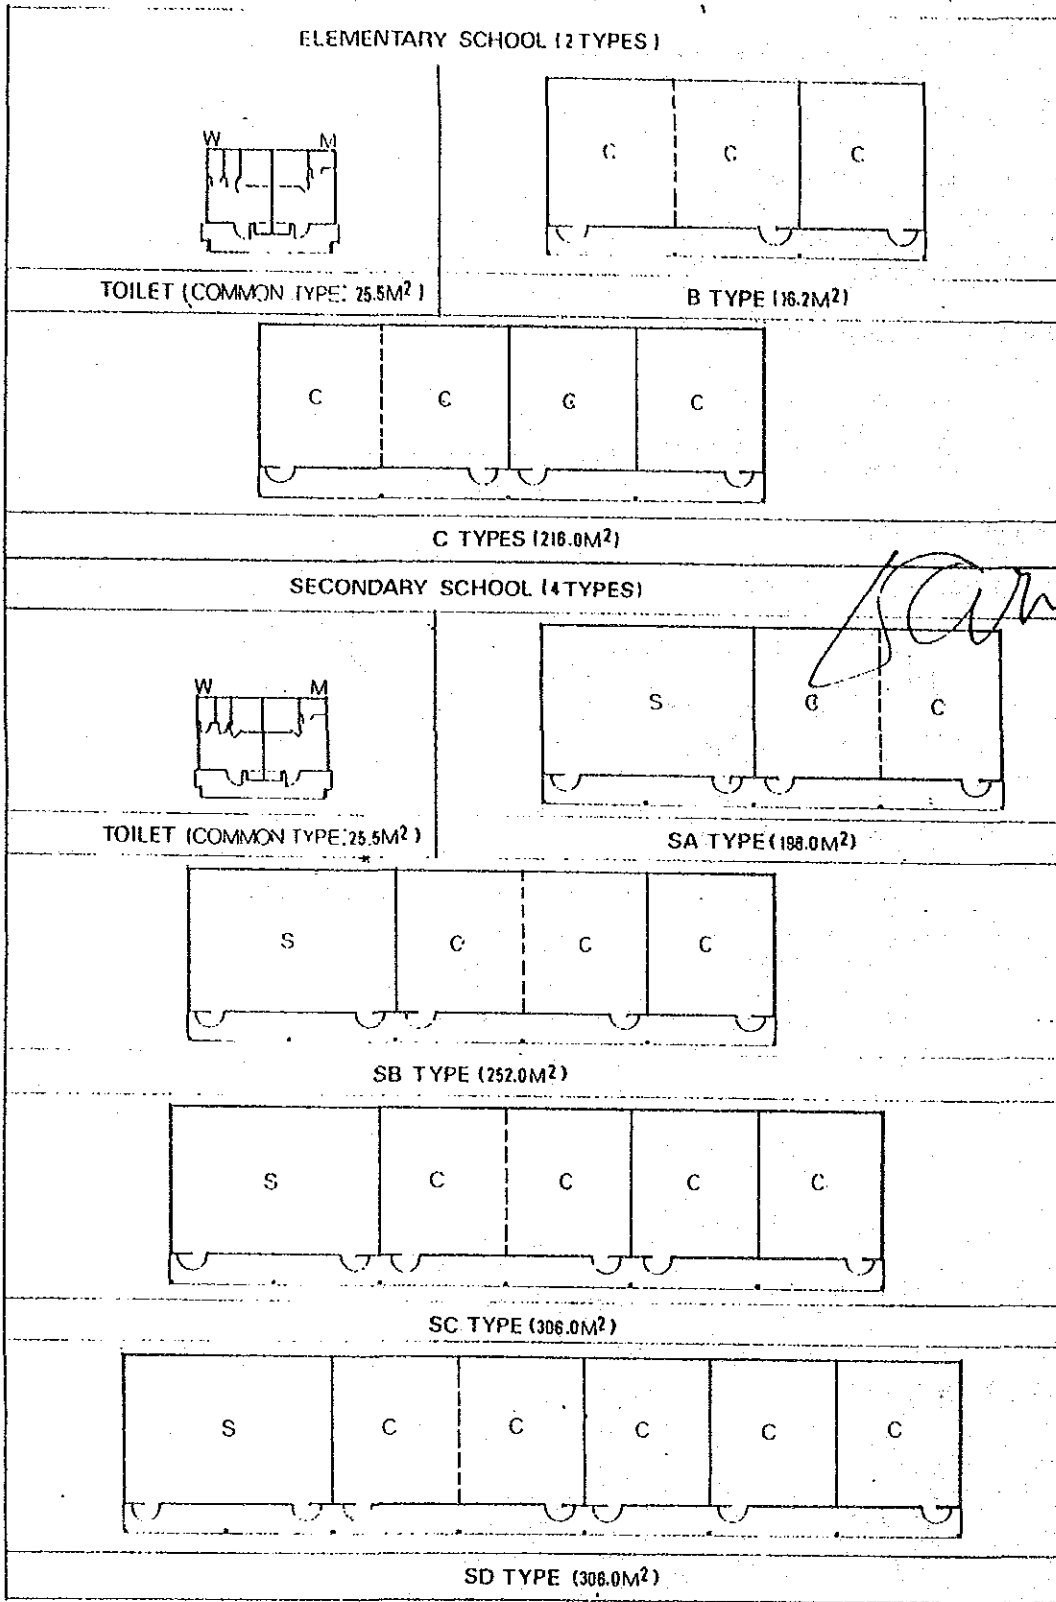 ELEMENTARY SCHOOL (2 TYPES)
W M
C C C
TOILET (COMMON TYPE: 25.5M²)
B TYPE (16.2M²)
C C C C
C TYPES (216.0M²)
SECONDARY SCHOOL (4 TYPES)
W M
S C C
TOILET (COMMON TYPE: 25.5M²)
SA TYPE (198.0M²)
S C C C
SB TYPE (252.0M²)
S C C C C
SC TYPE (306.0M²)
S C C C C C
SD TYPE (306.0M²)